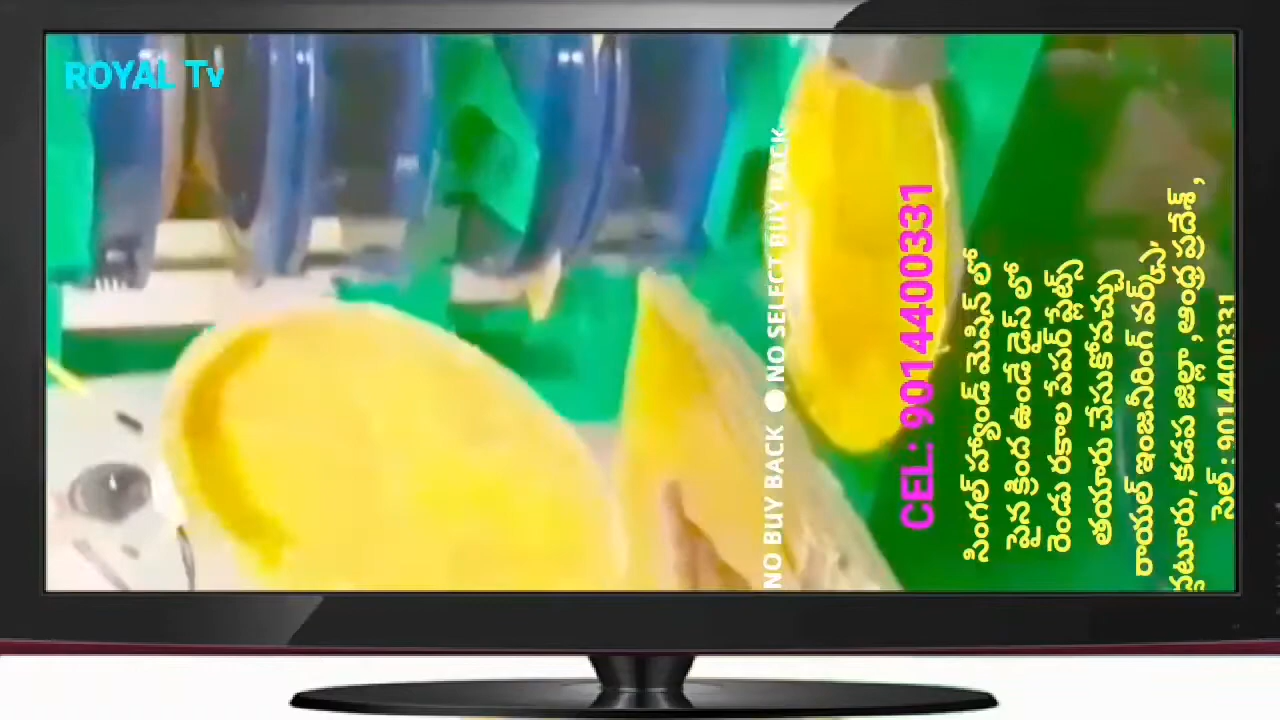 ROYAL Tv
NO BUY BACK ● NO SELECT BUY BACK
CEL: 9014400331
సింగల్ హ్యాండ్ మెషిన్ లో
పైన క్రింద ఉండే డైస్ లో
రెండు రకాల పేపర్ ప్లేట్స్
తయారు చేసుకోవచ్చు
రాయల్ ఇంజనీరింగ్ వర్క్స్,
కడప జిల్లా, ఆంధ్ర ప్రదేశ్,
సెల్ : 9014400331